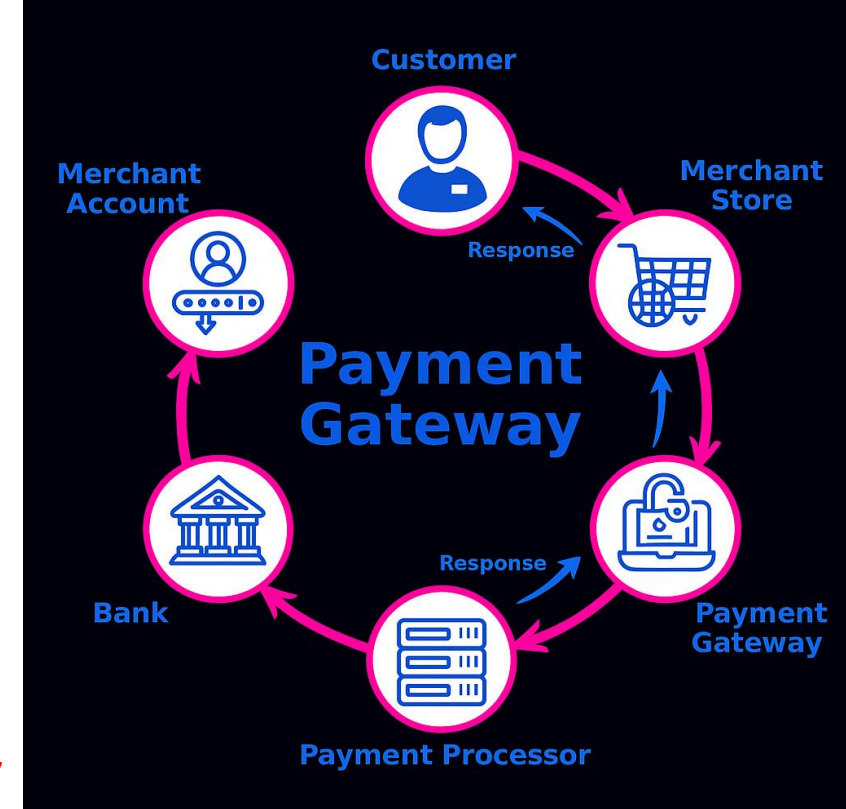 Customer
Merchant
Account
Merchant
Store
Response
Payment
Gateway
Response
Bank
Payment
Gateway
Payment Processor